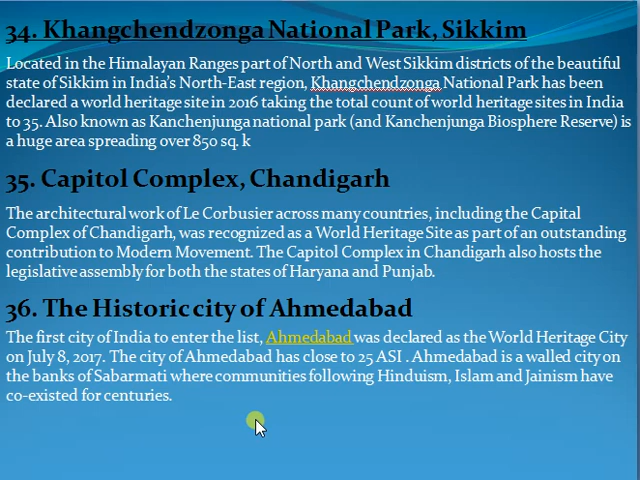 34. Khangchendzonga National Park, Sikkim
Located in the Himalayan Ranges part of North and West Sikkim districts of the beautiful
state of Sikkim in India's North-East region, Khangchendzonga National Park has been
declared a world heritage site in 2016 taking the total count of world heritage sites in India
to 35. Also known as Kanchenjunga national park (and Kanchenjunga Biosphere Reserve) is
a huge area spreading over 850 sq. k
35. Capitol Complex, Chandigarh
The architectural work of Le Corbusier across many countries, including the Capital
Complex of Chandigarh, was recognized as a World Heritage Site as part of an outstanding
contribution to Modern Movement. The Capitol Complex in Chandigarh also hosts the
legislative assembly for both the states of Haryana and Punjab.
36. The Historic city of Ahmedabad
The first city of India to enter the list, Ahmedabad was declared as the World Heritage City
on July 8, 2017. The city of Ahmedabad has close to 25 ASI . Ahmedabad is a walled city on
the banks of Sabarmati where communities following Hinduism, Islam and Jainism have
co-existed for centuries.